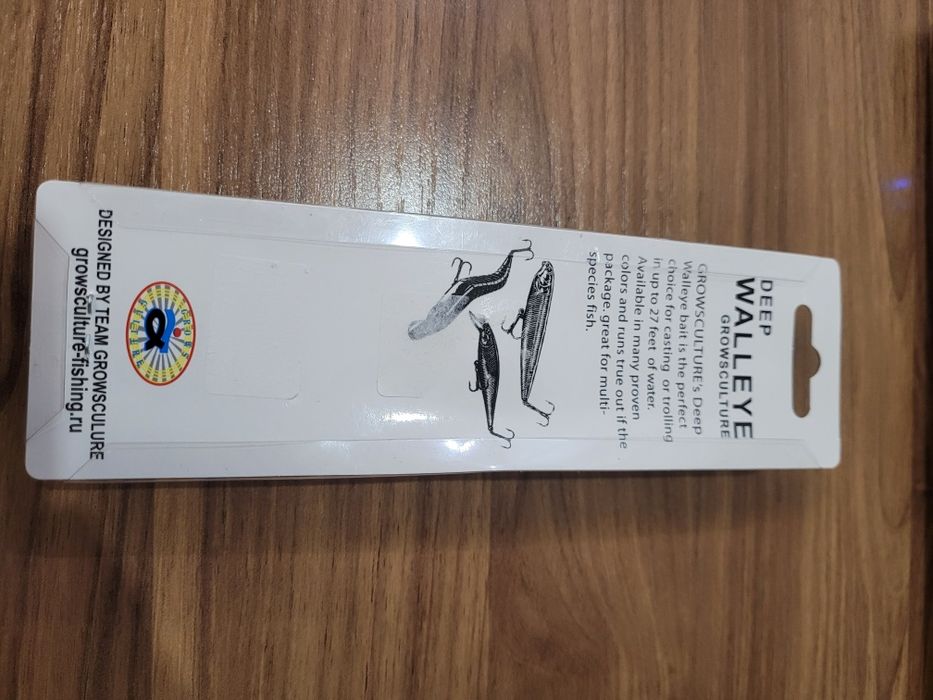 DEEP
WALLEYE
GROWSCULTURE
GROWSCULTURE's Deep
Walleye bait is the perfect
choice for casting or trolling
in up to 27 feet of water.
Available in many proven
colors and runs true out if the
package. great for multi-
species fish.
GROWS
CULTURE
DESIGNED BY TEAM GROWSCULURE
growsculture-fishing.ru